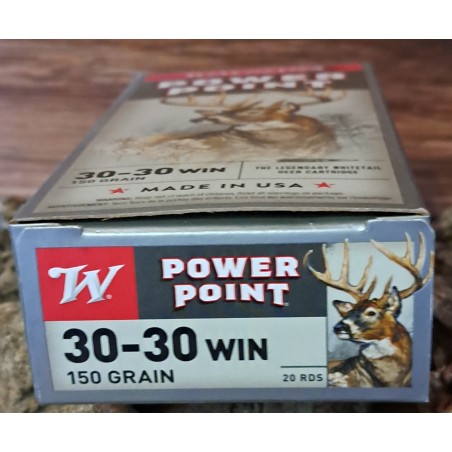 POWER
POINT
30-30 WIN
150 GRAIN
THE LEGENDARY WHITETAIL
DEER CARTRIDGE
★ MADE IN USA ★
W
POWER
POINT
30-30 WIN
150 GRAIN
20 RDS